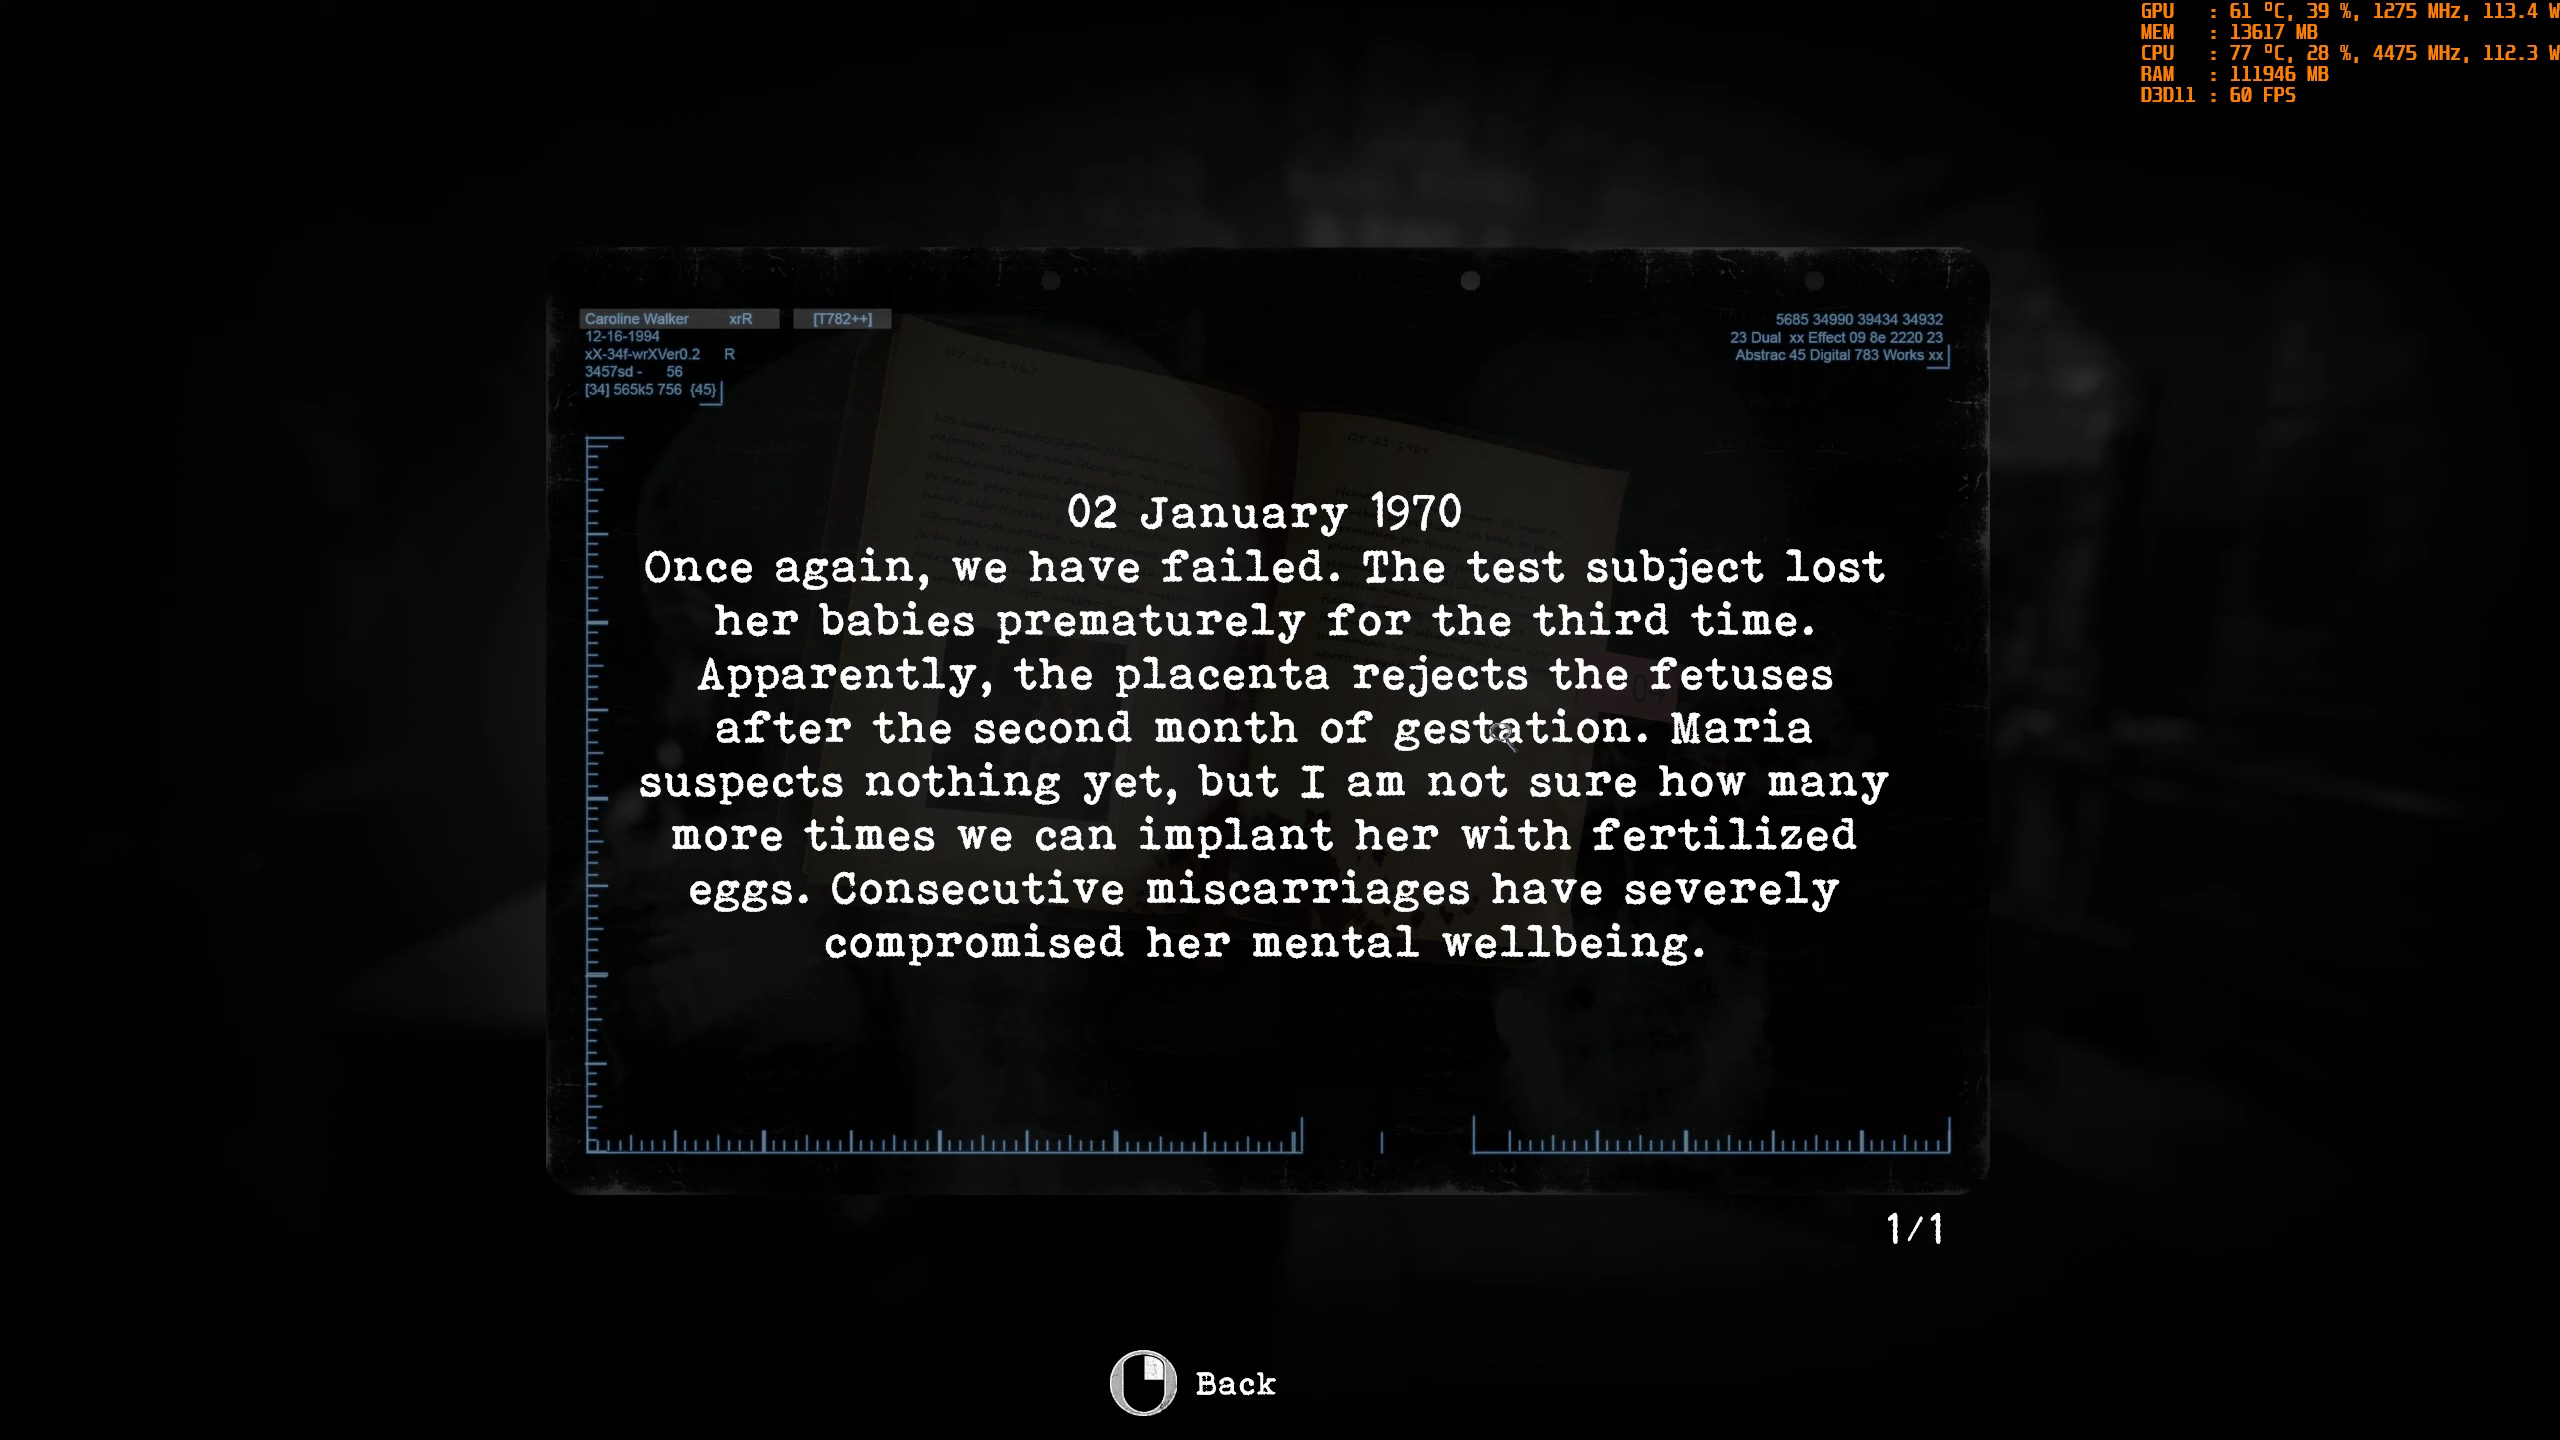 GPU : 61 °C, 39 %, 1275 MHz, 113.4 W
MEM : 13617 MB
CPU : 77 °C, 28 %, 4475 MHz, 112.3 W
RAM : 111946 MB
D3D11 : 60 FPS
Caroline Walker xrR [T782++]
12-16-1994
xX-34f-wrXVer0.2 R
3457sd - 56
[34] 565k5 756 {45}
5685 34990 39434 34932
23 Dual xx Effect 09 8e 2220 23
Abstrac 45 Digital 783 Works xx
07-22-1967
05-21-1969
02 January 1970
Once again, we have failed. The test subject lost
her babies prematurely for the third time.
Apparently, the placenta rejects the fetuses
after the second month of gestation. Maria
suspects nothing yet, but I am not sure how many
more times we can implant her with fertilized
eggs. Consecutive miscarriages have severely
compromised her mental wellbeing.
1/1
Back